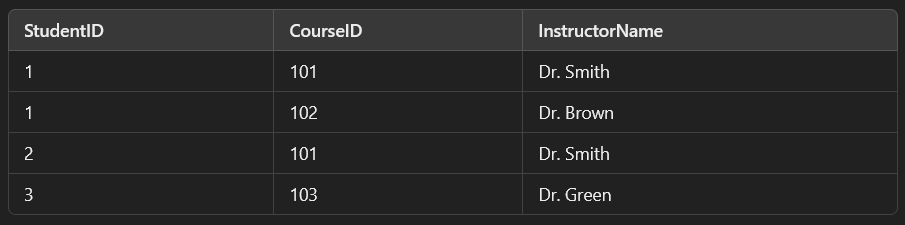 StudentID CourseID InstructorName
1 101 Dr. Smith
1 102 Dr. Brown
2 101 Dr. Smith
3 103 Dr. Green